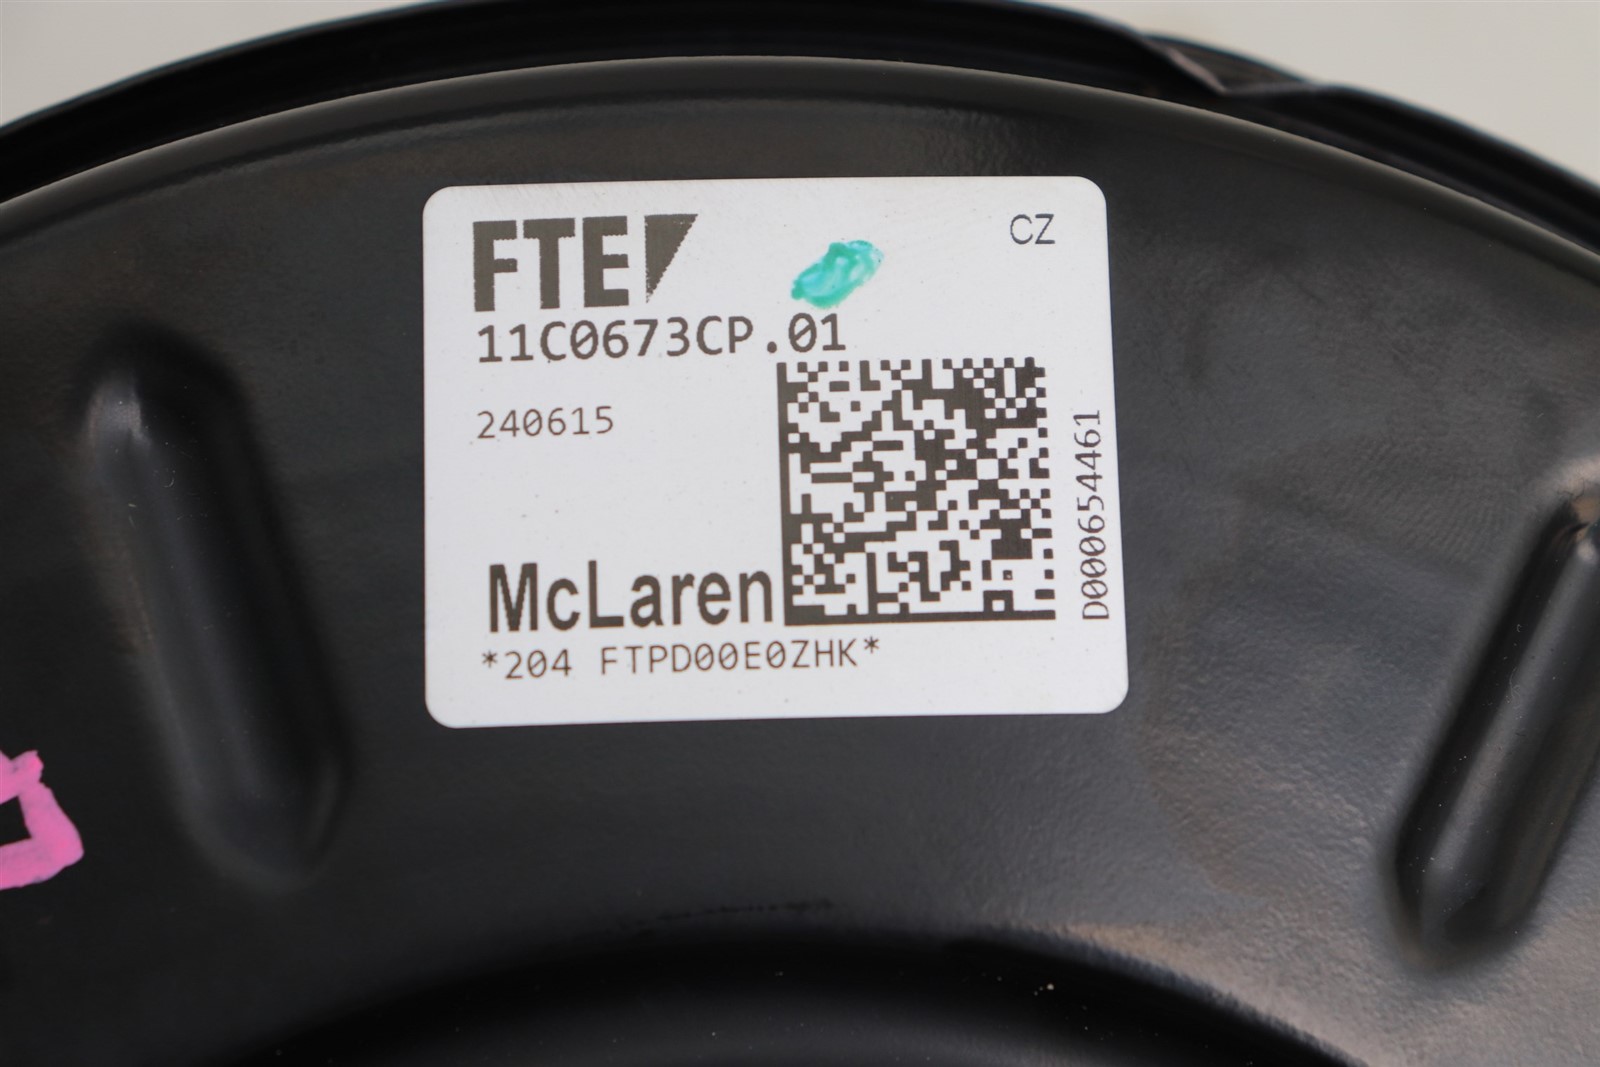 FTE
CZ
11C0673CP.01
240615
D000654461
McLaren
*204 FTPD00E0ZHK*